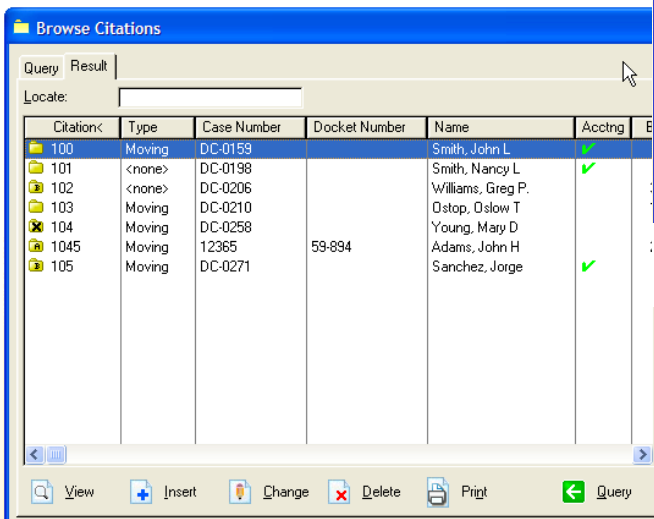 Browse Citations
Query Result
Locate:
Citation< Type Case Number Docket Number Name Acctng
100 Moving DC-0159 Smith, John L
101 <none> DC-0198 Smith, Nancy L
102 <none> DC-0206 Williams, Greg P.
103 Moving DC-0210 Ostop, Oslow T
104 Moving DC-0258 Young, Mary D
1045 Moving 12365 59-894 Adams, John H
105 Moving DC-0271 Sanchez, Jorge
View Insert Change Delete Print Query